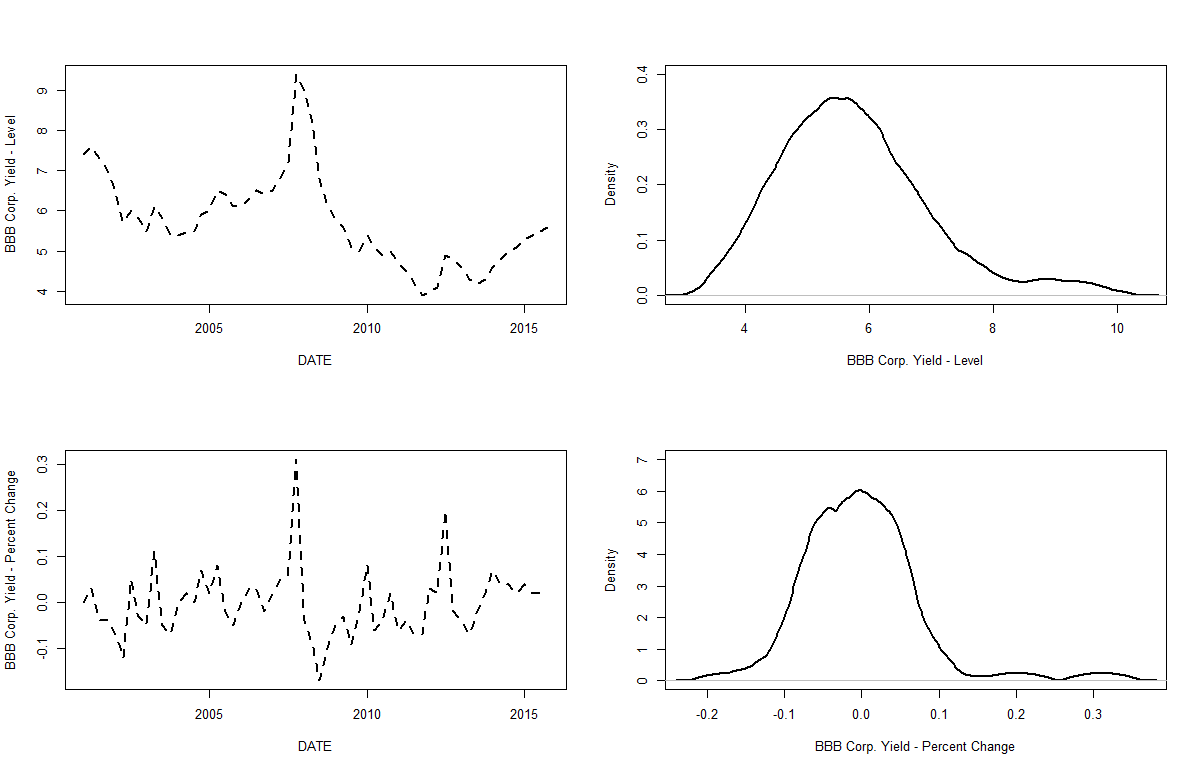 BBB Corp. Yield - Level
9
8
7
6
5
4
2005 2010 2015
DATE
Density
0.4
0.3
0.2
0.1
0.0
4 6 8 10
BBB Corp. Yield - Level
BBB Corp. Yield - Percent Change
0.3
0.2
0.1
0.0
-0.1
2005 2010 2015
DATE
Density
7
6
5
4
3
2
1
0
-0.2 -0.1 0.0 0.1 0.2 0.3
BBB Corp. Yield - Percent Change